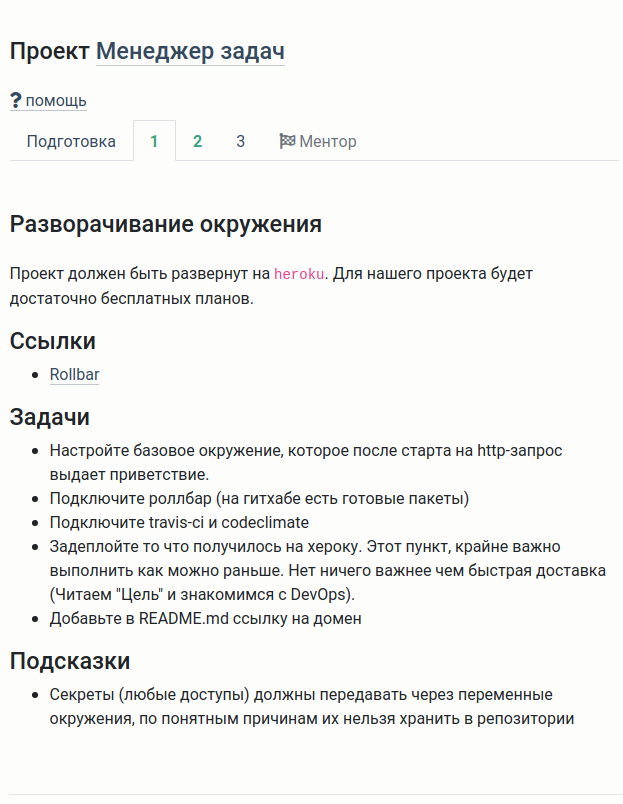 Проект Менеджер задач
? помощь
Подготовка 1 2 3 Ментор
Разворачивание окружения
Проект должен быть развернут на heroku. Для нашего проекта будет
достаточно бесплатных планов.
Ссылки
Rollbar
Задачи
Настройте базовое окружение, которое после старта на http-запрос
выдает приветствие.
Подключите роллбар (на гитхабе есть готовые пакеты)
Подключите travis-ci и codeclimate
Задеплойте то что получилось на хероку. Этот пункт, крайне важно
выполнить как можно раньше. Нет ничего важнее чем быстрая доставка
(Читаем "Цель" и знакомимся с DevOps).
Добавьте в README.md ссылку на домен
Подсказки
Секреты (любые доступы) должны передавать через переменные
окружения, по понятным причинам их нельзя хранить в репозитории